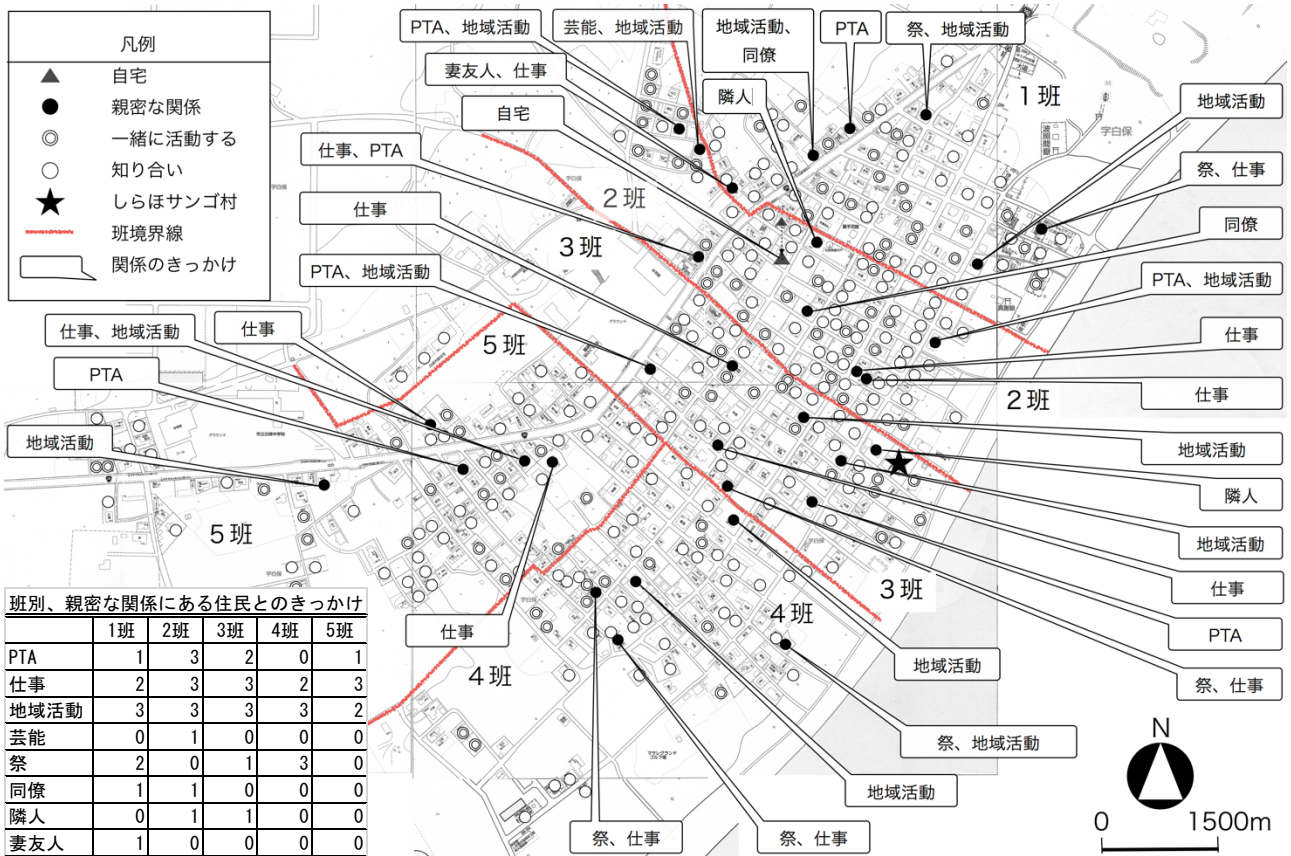 凡例
自宅
親密な関係
一緒に活動する
知り合い
しらほサンゴ村
班境界線
関係のきっかけ
PTA、地域活動
芸能、地域活動
地域活動、
同僚
PTA
祭、地域活動
妻友人、仕事
自宅
隣人
1班
地域活動
字白保
仕事、PTA
2班
祭、仕事
仕事
3班
同僚
PTA、地域活動
PTA、地域活動
仕事、地域活動
仕事
5班
仕事
PTA
仕事
2班
地域活動
地域活動
隣人
5班
地域活動
仕事
3班
4班
PTA
仕事
地域活動
4班
祭、仕事
祭、地域活動
地域活動
祭、仕事
祭、仕事
班別、親密な関係にある住民とのきっかけ
1班 2班 3班 4班 5班
PTA 1 3 2 0 1
仕事 2 3 3 2 3
地域活動 3 3 3 3 2
芸能 0 1 0 0 0
祭 2 0 1 3 0
同僚 1 1 0 0 0
隣人 0 1 1 0 0
妻友人 1 0 0 0 0
N
0 1500m